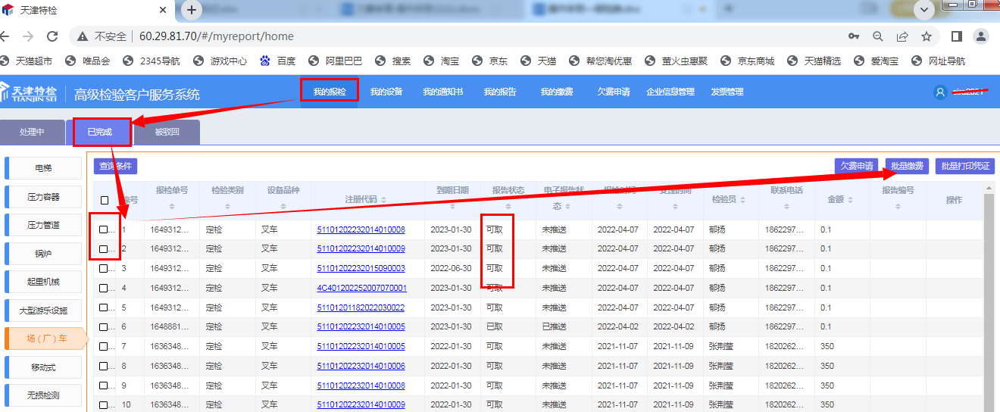 天津特检
不安全 60.29.81.70/#/myreport/home
天猫超市 唯品会 2345导航 游戏中心 百度 阿里巴巴 搜索 淘宝 京东 天猫 帮您淘优惠 萤火虫惠聚 京东商城 天猫精选 爱淘宝 网址导航
天津特检 TIANJIN SEI 高级检验客户服务系统 我的报检 我的设备 我的通知书 我的报告 我的缴费 欠费申请 企业信息管理 发票管理
处理中 已完成 被驳回
电梯
压力容器
压力管道
锅炉
起重机械
大型游乐设施
场（厂）车
移动式
无损检测
查询条件 欠费申请 批量缴费 批量打印凭证
序号 报检单号 检验类别 设备品种 注册代码 到期日期 报告状态 电子报告状态 报检时间 受理时间 检验员 联系电话 金额 报告编号 操作
... 1 1649312... 定检 叉车 51101202232014010008 2023-01-30 可取 未推送 2022-04-07 2022-04-07 郁扬 1862297... 0.1
... 2 1649312... 定检 叉车 51101202232014010009 2023-01-30 可取 未推送 2022-04-07 2022-04-07 郁扬 1862297... 0.1
... 3 1649312... 定检 叉车 51101202232015090003 2022-06-30 可取 未推送 2022-04-07 2022-04-07 郁扬 1862297... 0.1
... 4 1649312... 定检 叉车 4C401202252007070001 2023-01-30 可取 未推送 2022-04-07 2022-04-07 郁扬 1862297... 0.1
... 5 1649312... 定检 叉车 51101201182022030022 2023-01-30 可取 未推送 2022-04-07 2022-04-07 郁扬 1862297... 0.1
... 6 1648881... 定检 叉车 51101202232014010005 2023-01-30 已取 已推送 2022-04-02 2022-04-02 郁扬 1862297... 0.1
... 7 1636348... 定检 叉车 51101202232014010005 2022-01-30 可取 未推送 2021-11-07 2021-11-09 张荆莹 1820262... 350
... 8 1636348... 定检 叉车 51101202232014010006 2022-01-30 可取 未推送 2021-11-07 2021-11-09 张荆莹 1820262... 350
... 9 1636348... 定检 叉车 51101202232014010008 2022-01-30 可取 未推送 2021-11-07 2021-11-09 张荆莹 1820262... 350
... 10 1636348... 定检 叉车 51101202232014010009 2022-01-30 可取 未推送 2021-11-07 2021-11-09 张荆莹 1820262... 350